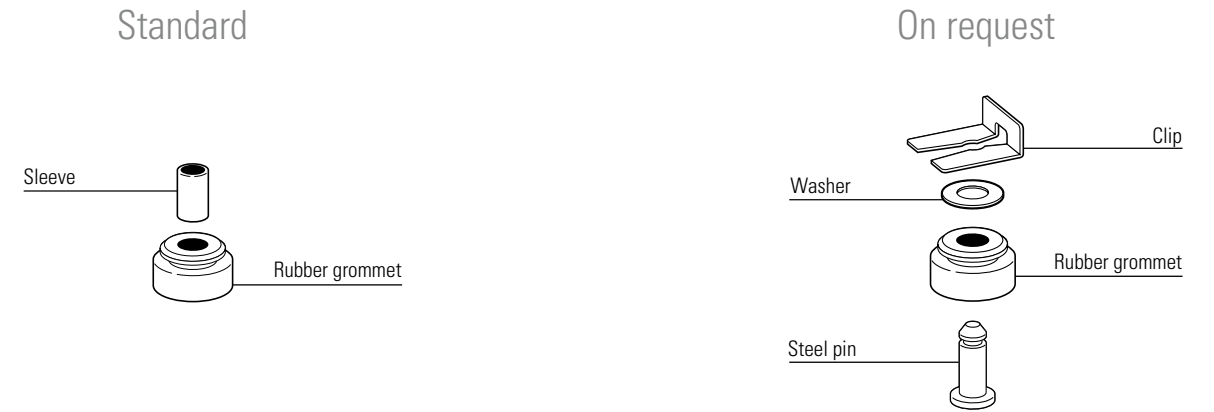 Standard
Sleeve
Rubber grommet
On request
Clip
Washer
Rubber grommet
Steel pin